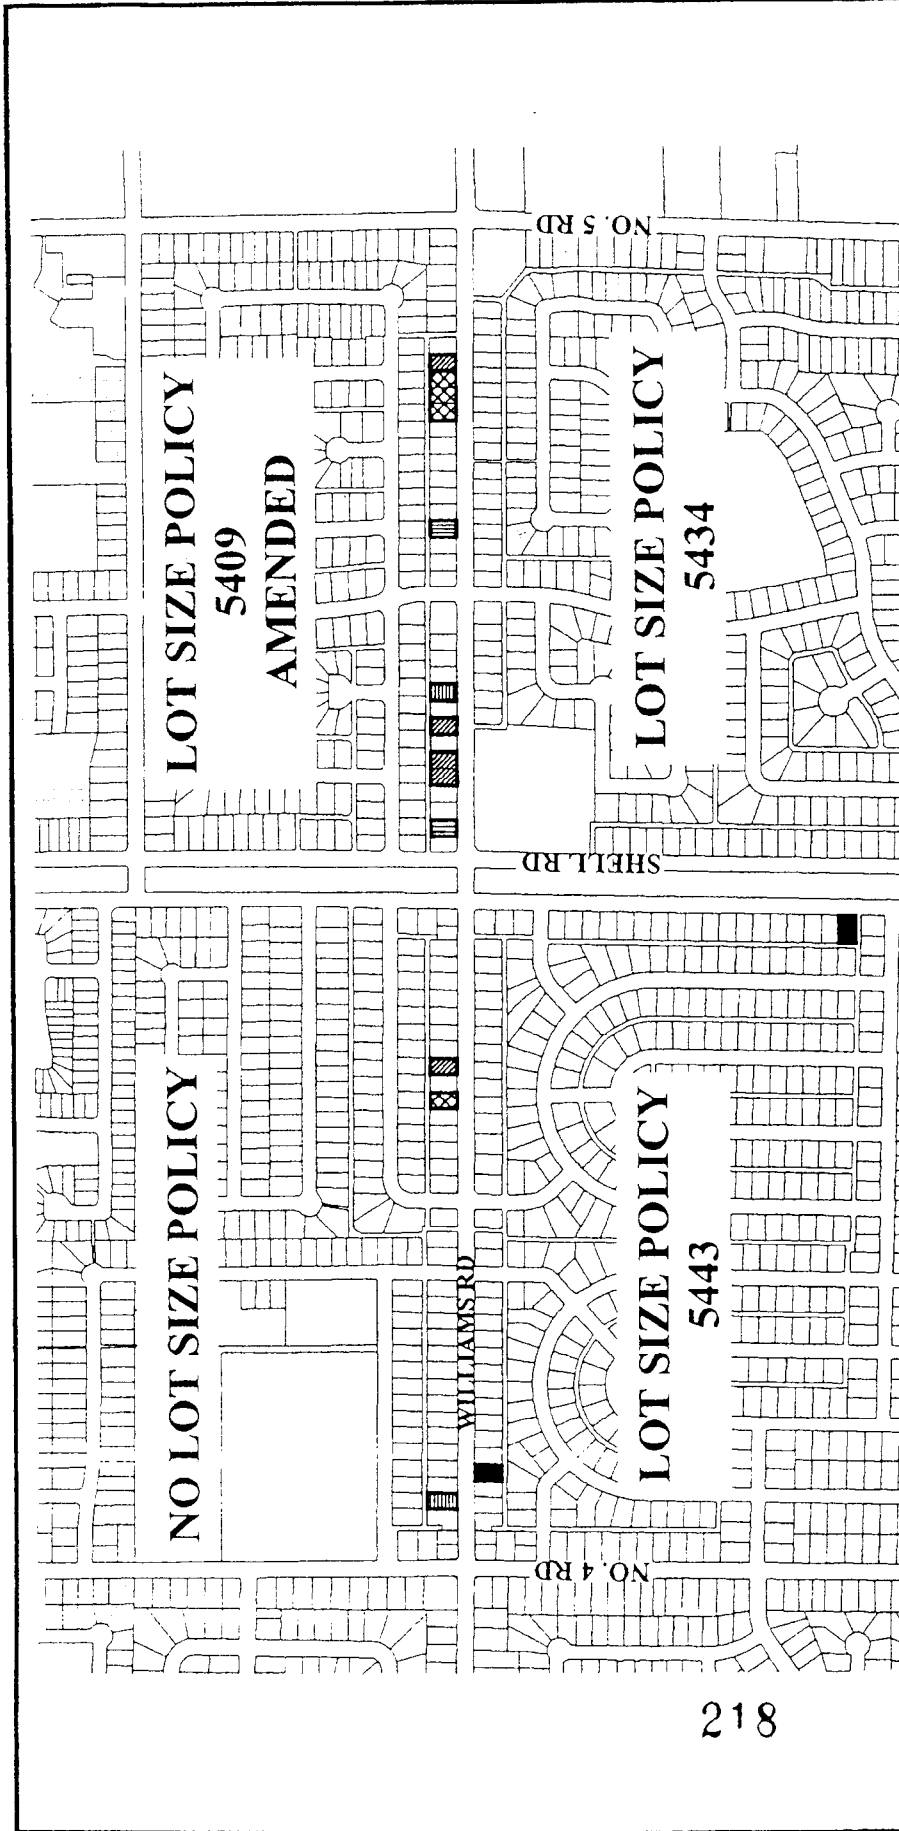 NO LOT SIZE POLICY
LOT SIZE POLICY
5409
AMENDED
WILLIAMS RD
NO. 4 RD
SHELL RD
NO. 5 RD
LOT SIZE POLICY
5443
LOT SIZE POLICY
5434
218